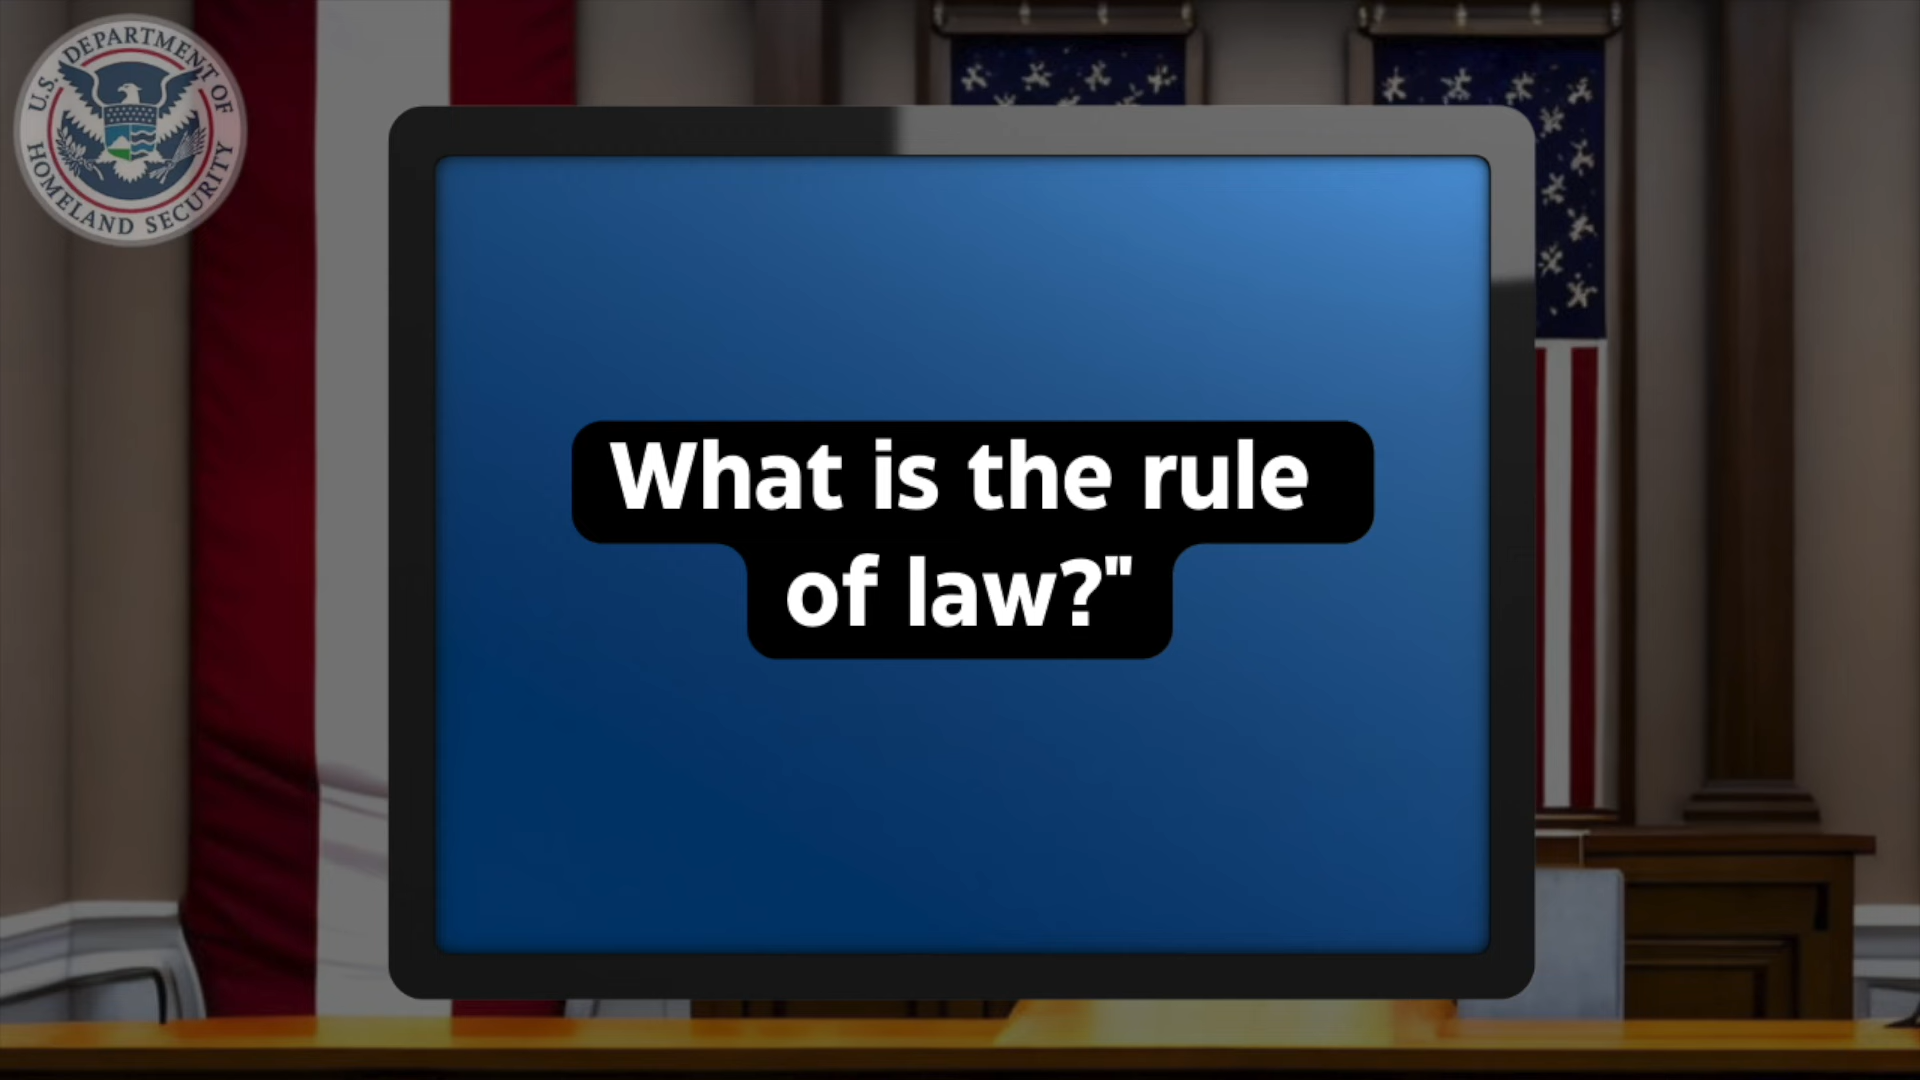 U.S. DEPARTMENT OF
HOMELAND SECURITY
What is the rule
of law?"